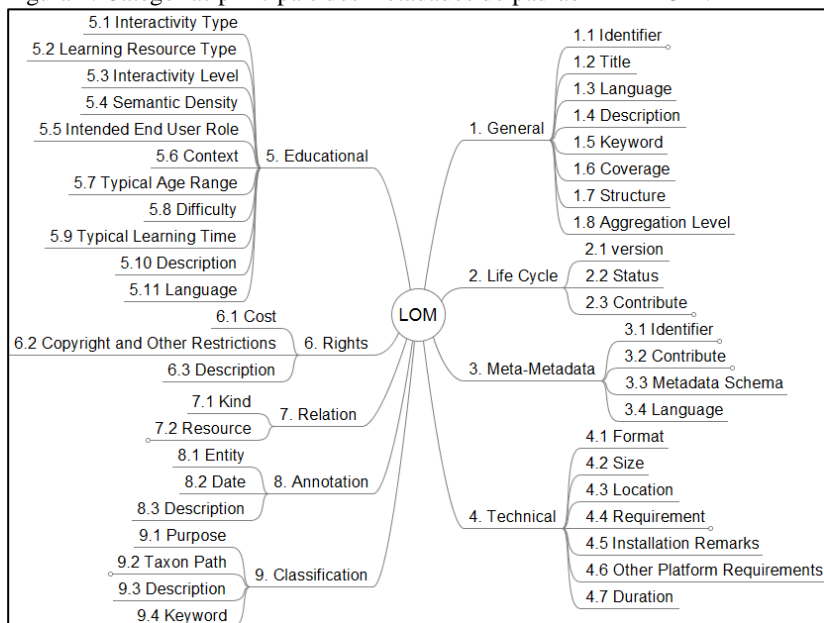 5.1 Interactivity Type
5.2 Learning Resource Type
5.3 Interactivity Level
5.4 Semantic Density
5.5 Intended End User Role
5.6 Context
5.7 Typical Age Range
5.8 Difficulty
5.9 Typical Learning Time
5.10 Description
5.11 Language
5. Educational
6.1 Cost
6.2 Copyright and Other Restrictions
6.3 Description
6. Rights
7.1 Kind
7.2 Resource
7. Relation
8.1 Entity
8.2 Date
8.3 Description
8. Annotation
9.1 Purpose
9.2 Taxon Path
9.3 Description
9.4 Keyword
9. Classification
LOM
1. General
1.1 Identifier
1.2 Title
1.3 Language
1.4 Description
1.5 Keyword
1.6 Coverage
1.7 Structure
1.8 Aggregation Level
2. Life Cycle
2.1 version
2.2 Status
2.3 Contribute
3. Meta-Metadata
3.1 Identifier
3.2 Contribute
3.3 Metadata Schema
3.4 Language
4. Technical
4.1 Format
4.2 Size
4.3 Location
4.4 Requirement
4.5 Installation Remarks
4.6 Other Platform Requirements
4.7 Duration